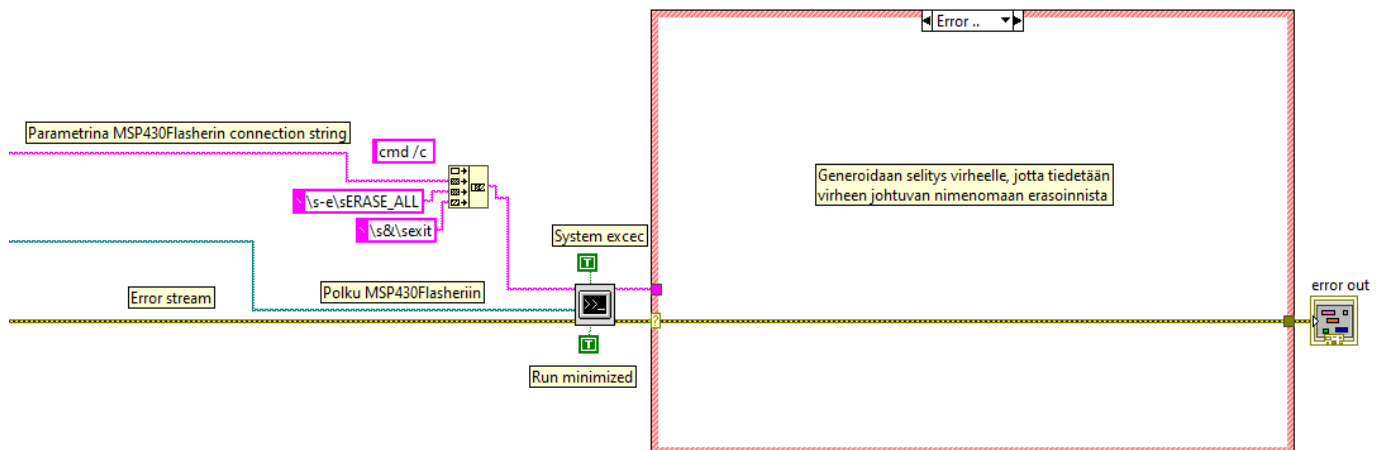 Error ..
Parametrina MSP430Flasherin connection string
cmd /c
\s-e\sERASE_ALL
\s&\sexit
System excec
T
Error stream
Polku MSP430Flasheriin
>>_
?
T
Run minimized
Generoidaan selitys virheelle, jotta tiedetään
virheen johtuvan nimenomaan erasoinnista
error out